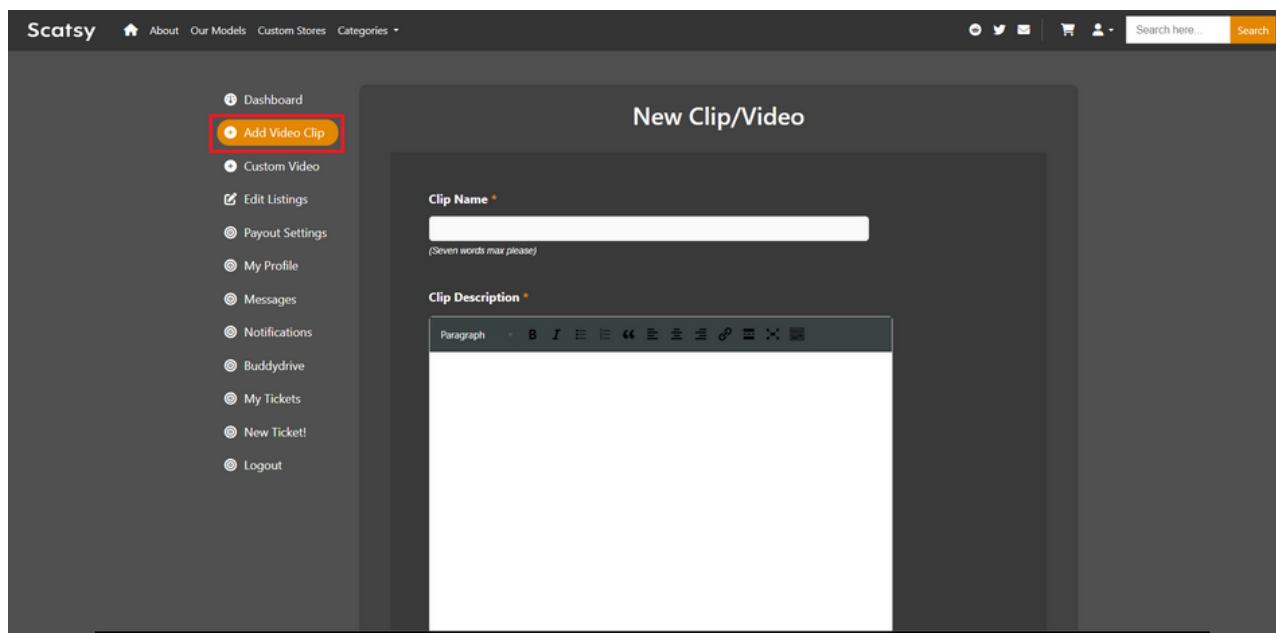 Scatsy About Our Models Custom Stores Categories Search here... Search
Dashboard
Add Video Clip
Custom Video
Edit Listings
Payout Settings
My Profile
Messages
Notifications
Buddydrive
My Tickets
New Ticket!
Logout
New Clip/Video
Clip Name *
(Seven words max please)
Clip Description *
Paragraph B I